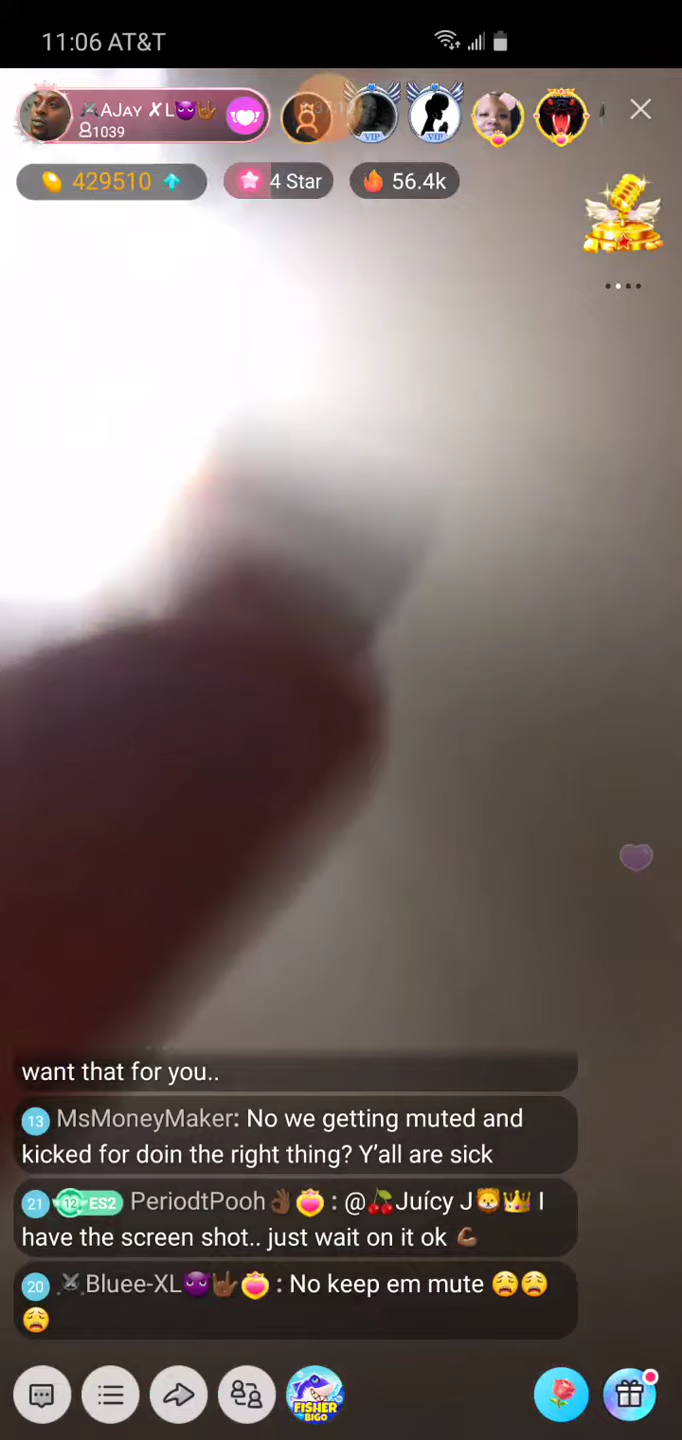 11:06 AT&T
⚔️AJAY ✘L😈🤟🏾
1039
VIP VIP
429510 4 Star 56.4k
want that for you..
13 MsMoneyMaker: No we getting muted and
kicked for doin the right thing? Y’all are sick
21 12 ES2 PeriodtPooh👌🏾 : @🍒Juícy J🦁👑 I
have the screen shot.. just wait on it ok 💪🏾
20 ⚔️Bluee-XL😈🤟🏾 : No keep em mute 😩😩
😩
FISHER
BIGO